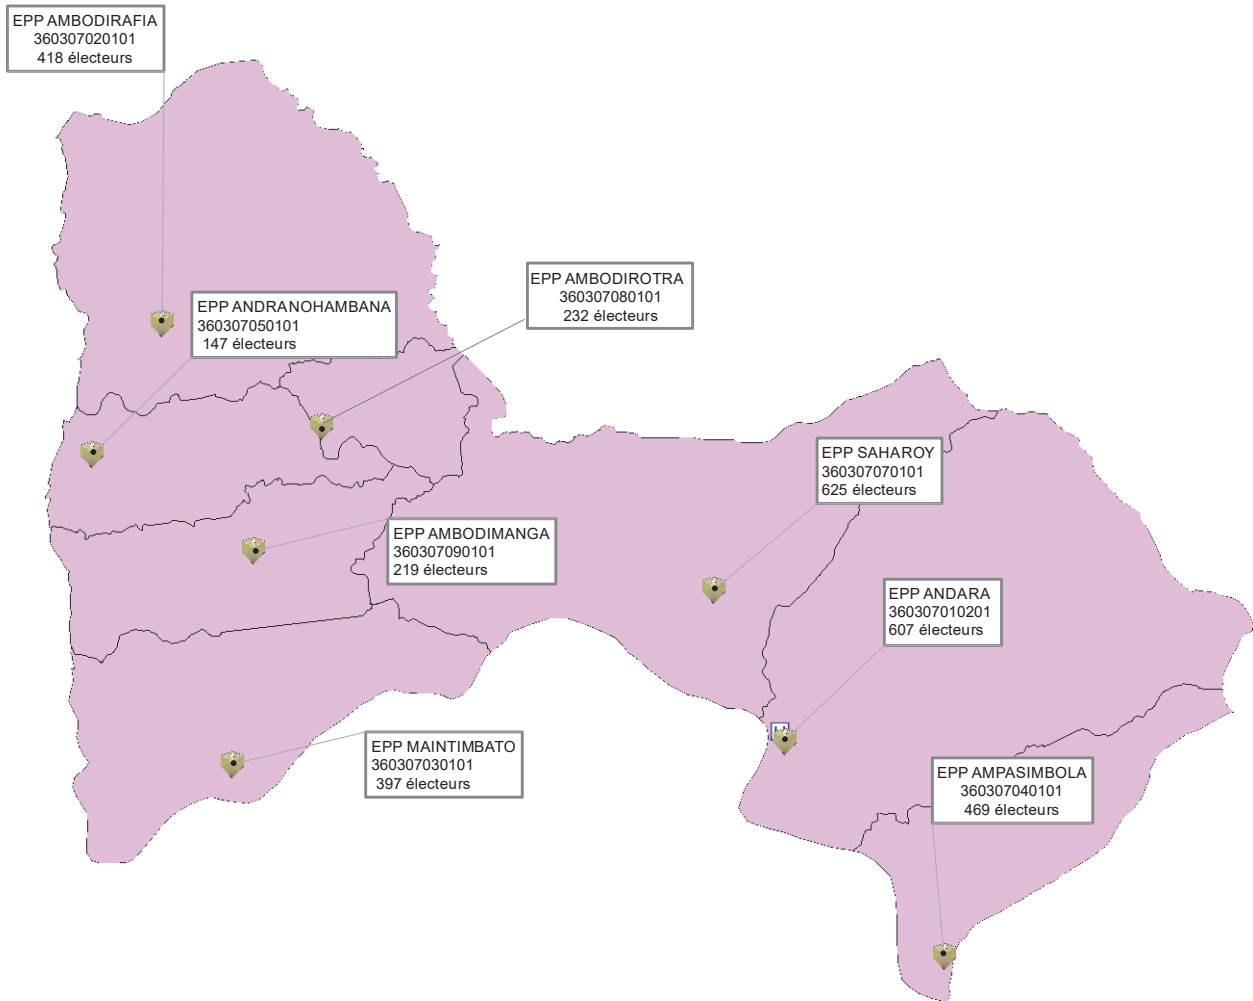 EPP AMBODIRAFIA
360307020101
418 électeurs
EPP ANDRANOHAMBANA
360307050101
147 électeurs
EPP AMBODIROTRA
360307080101
232 électeurs
EPP SAHAROY
360307070101
625 électeurs
EPP AMBODIMANGA
360307090101
219 électeurs
EPP ANDARA
360307010201
607 électeurs
EPP MAINTIMBATO
360307030101
397 électeurs
EPP AMPASIMBOLA
360307040101
469 électeurs